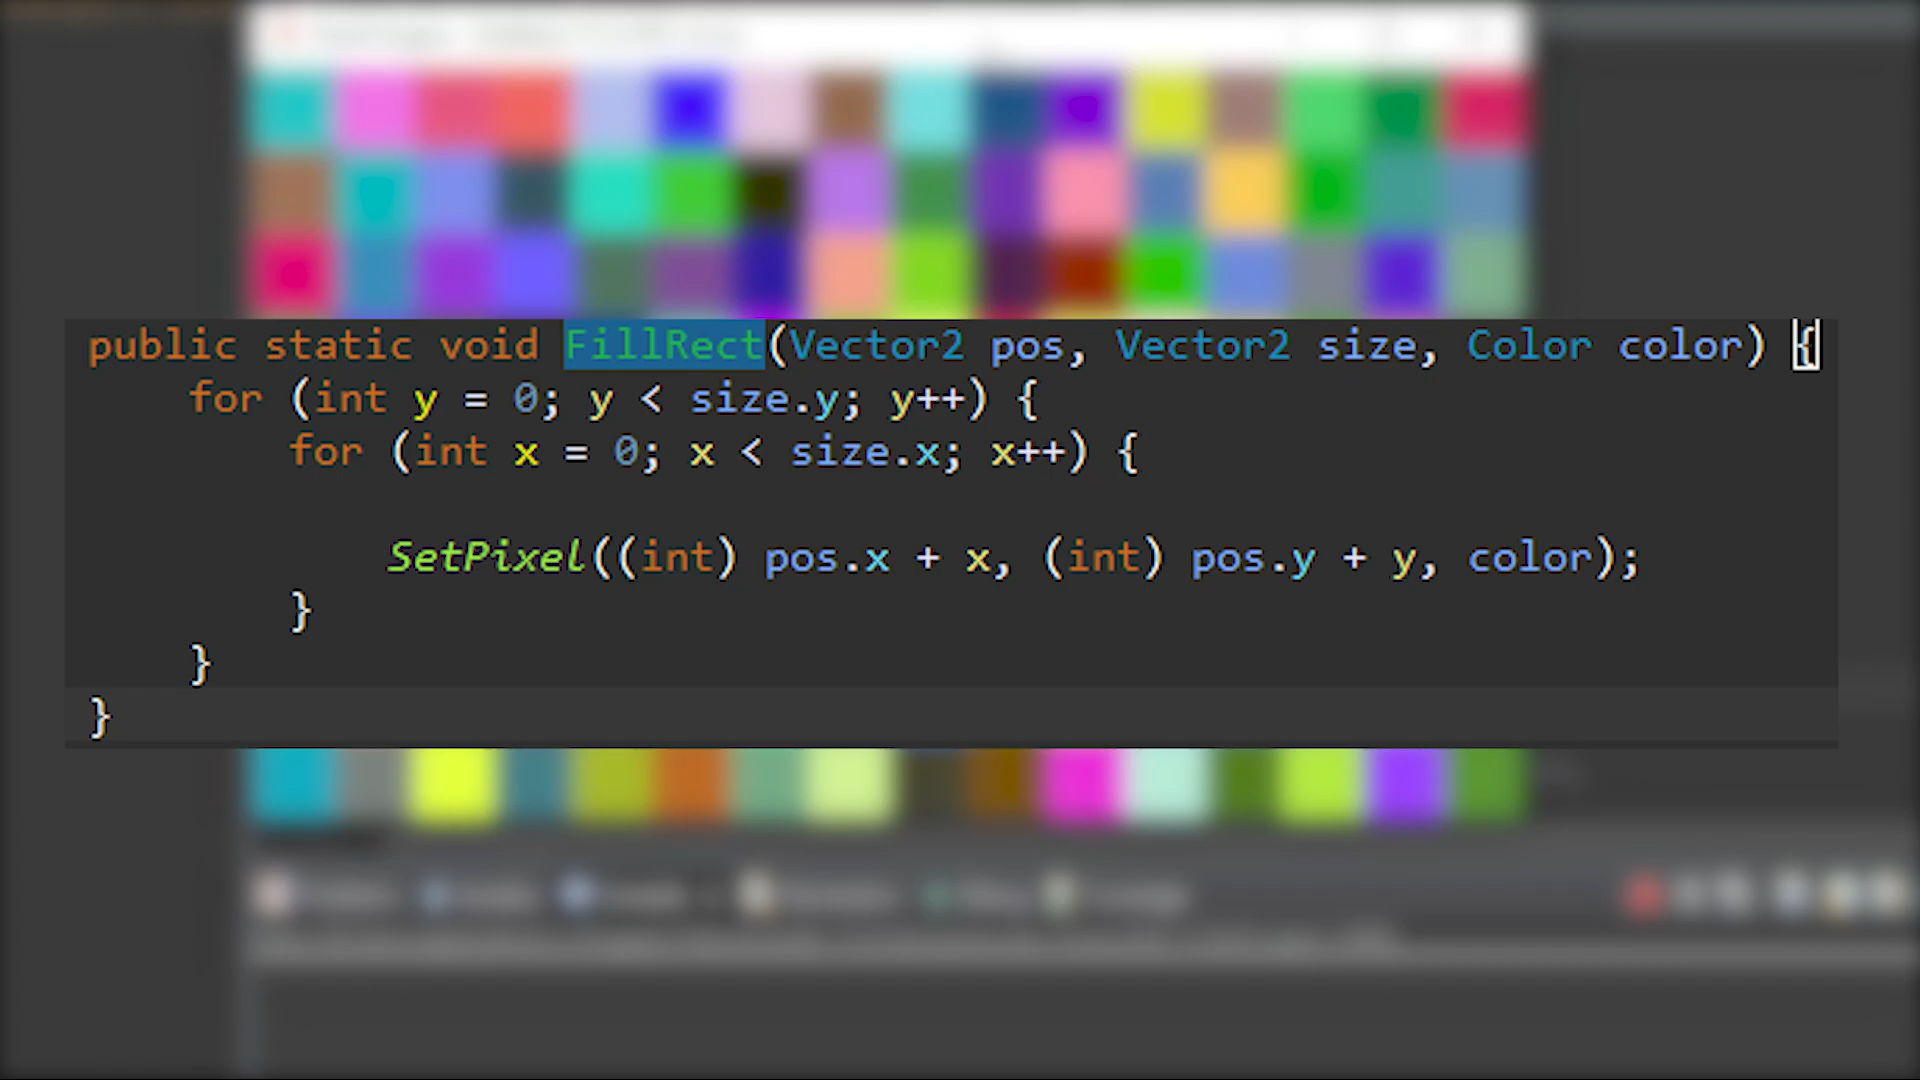 public static void FillRect(Vector2 pos, Vector2 size, Color color) {
    for (int y = 0; y < size.y; y++) {
        for (int x = 0; x < size.x; x++) {
            SetPixel((int) pos.x + x, (int) pos.y + y, color);
        }
    }
}